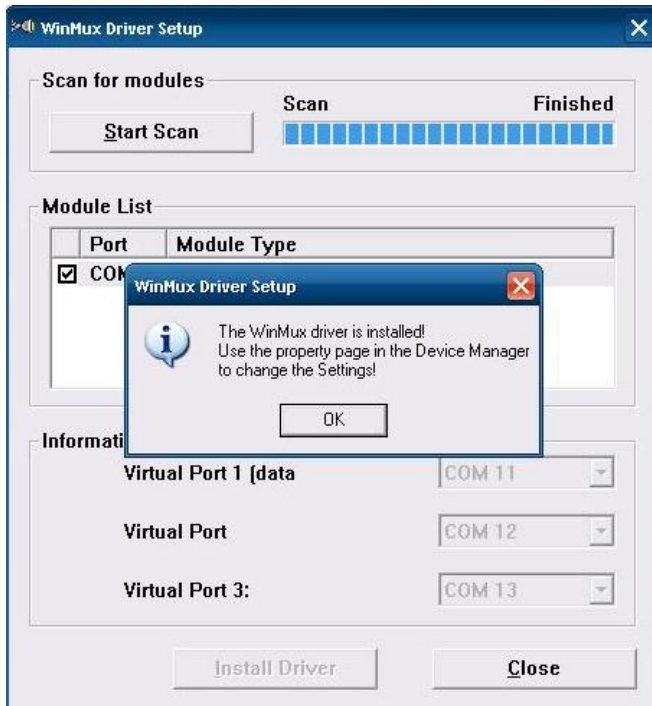 WinMux Driver Setup
Scan for modules
Scan Finished
Start Scan
Module List
Port Module Type
WinMux Driver Setup
The WinMux driver is installed!
Use the property page in the Device Manager
to change the Settings!
OK
Virtual Port 1 (data
COM 11
Virtual Port
COM 12
Virtual Port 3:
COM 13
Install Driver
Close